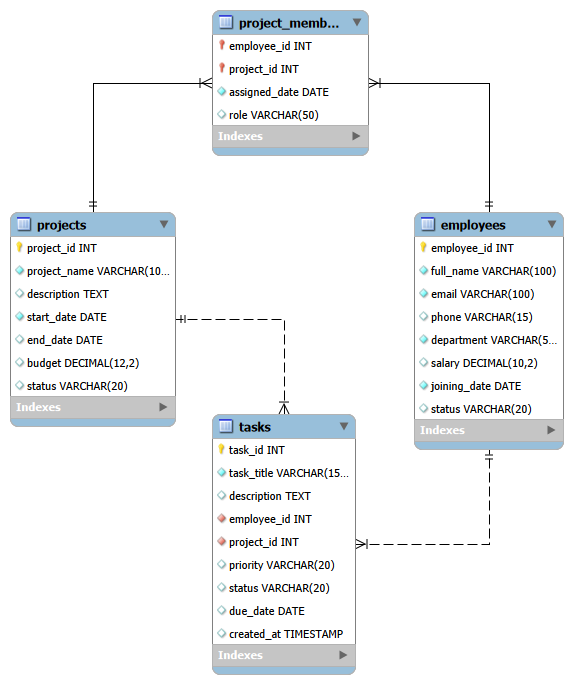 project_memb...
employee_id INT
project_id INT
assigned_date DATE
role VARCHAR(50)
Indexes
projects
project_id INT
project_name VARCHAR(10...
description TEXT
start_date DATE
end_date DATE
budget DECIMAL(12,2)
status VARCHAR(20)
Indexes
employees
employee_id INT
full_name VARCHAR(100)
email VARCHAR(100)
phone VARCHAR(15)
department VARCHAR(5...
salary DECIMAL(10,2)
joining_date DATE
status VARCHAR(20)
Indexes
tasks
task_id INT
task_title VARCHAR(15...
description TEXT
employee_id INT
project_id INT
priority VARCHAR(20)
status VARCHAR(20)
due_date DATE
created_at TIMESTAMP
Indexes